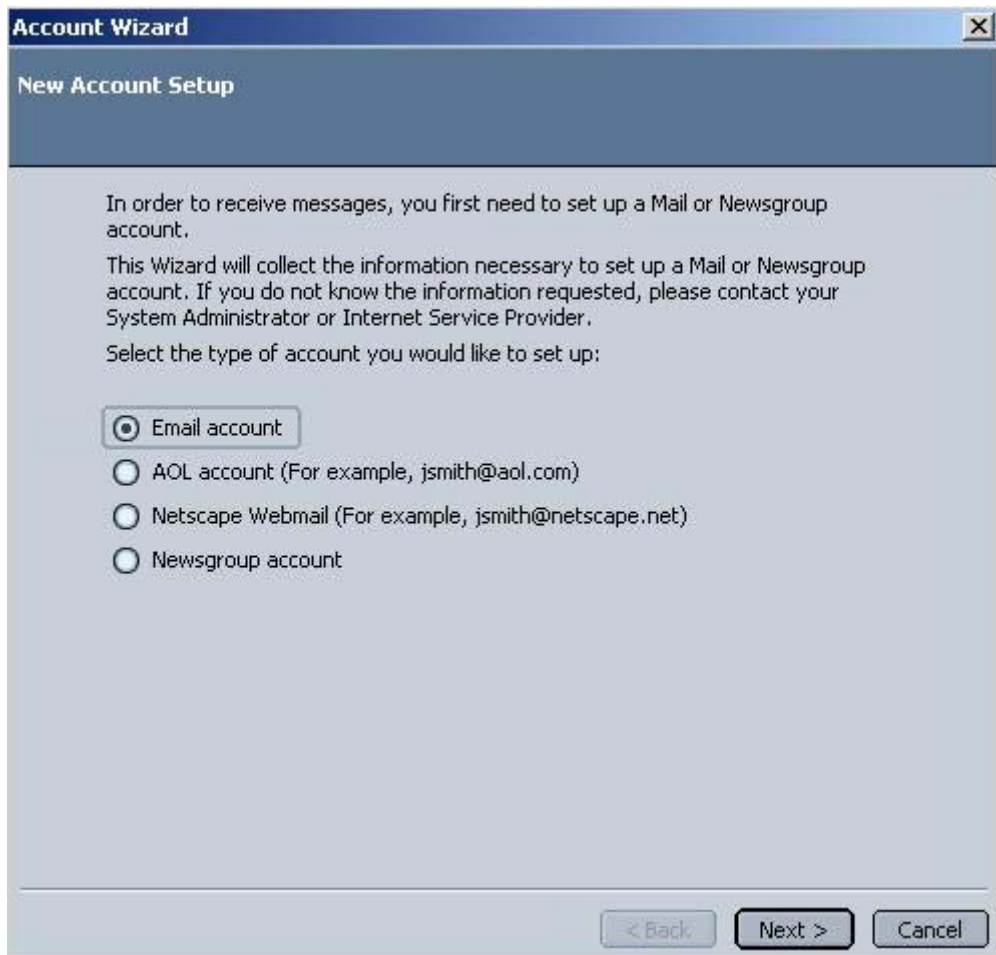 Account Wizard
New Account Setup
In order to receive messages, you first need to set up a Mail or Newsgroup
account.
This Wizard will collect the information necessary to set up a Mail or Newsgroup
account. If you do not know the information requested, please contact your
System Administrator or Internet Service Provider.
Select the type of account you would like to set up:
Email account
AOL account (For example, jsmith@aol.com)
Netscape Webmail (For example, jsmith@netscape.net)
Newsgroup account
< Back Next > Cancel